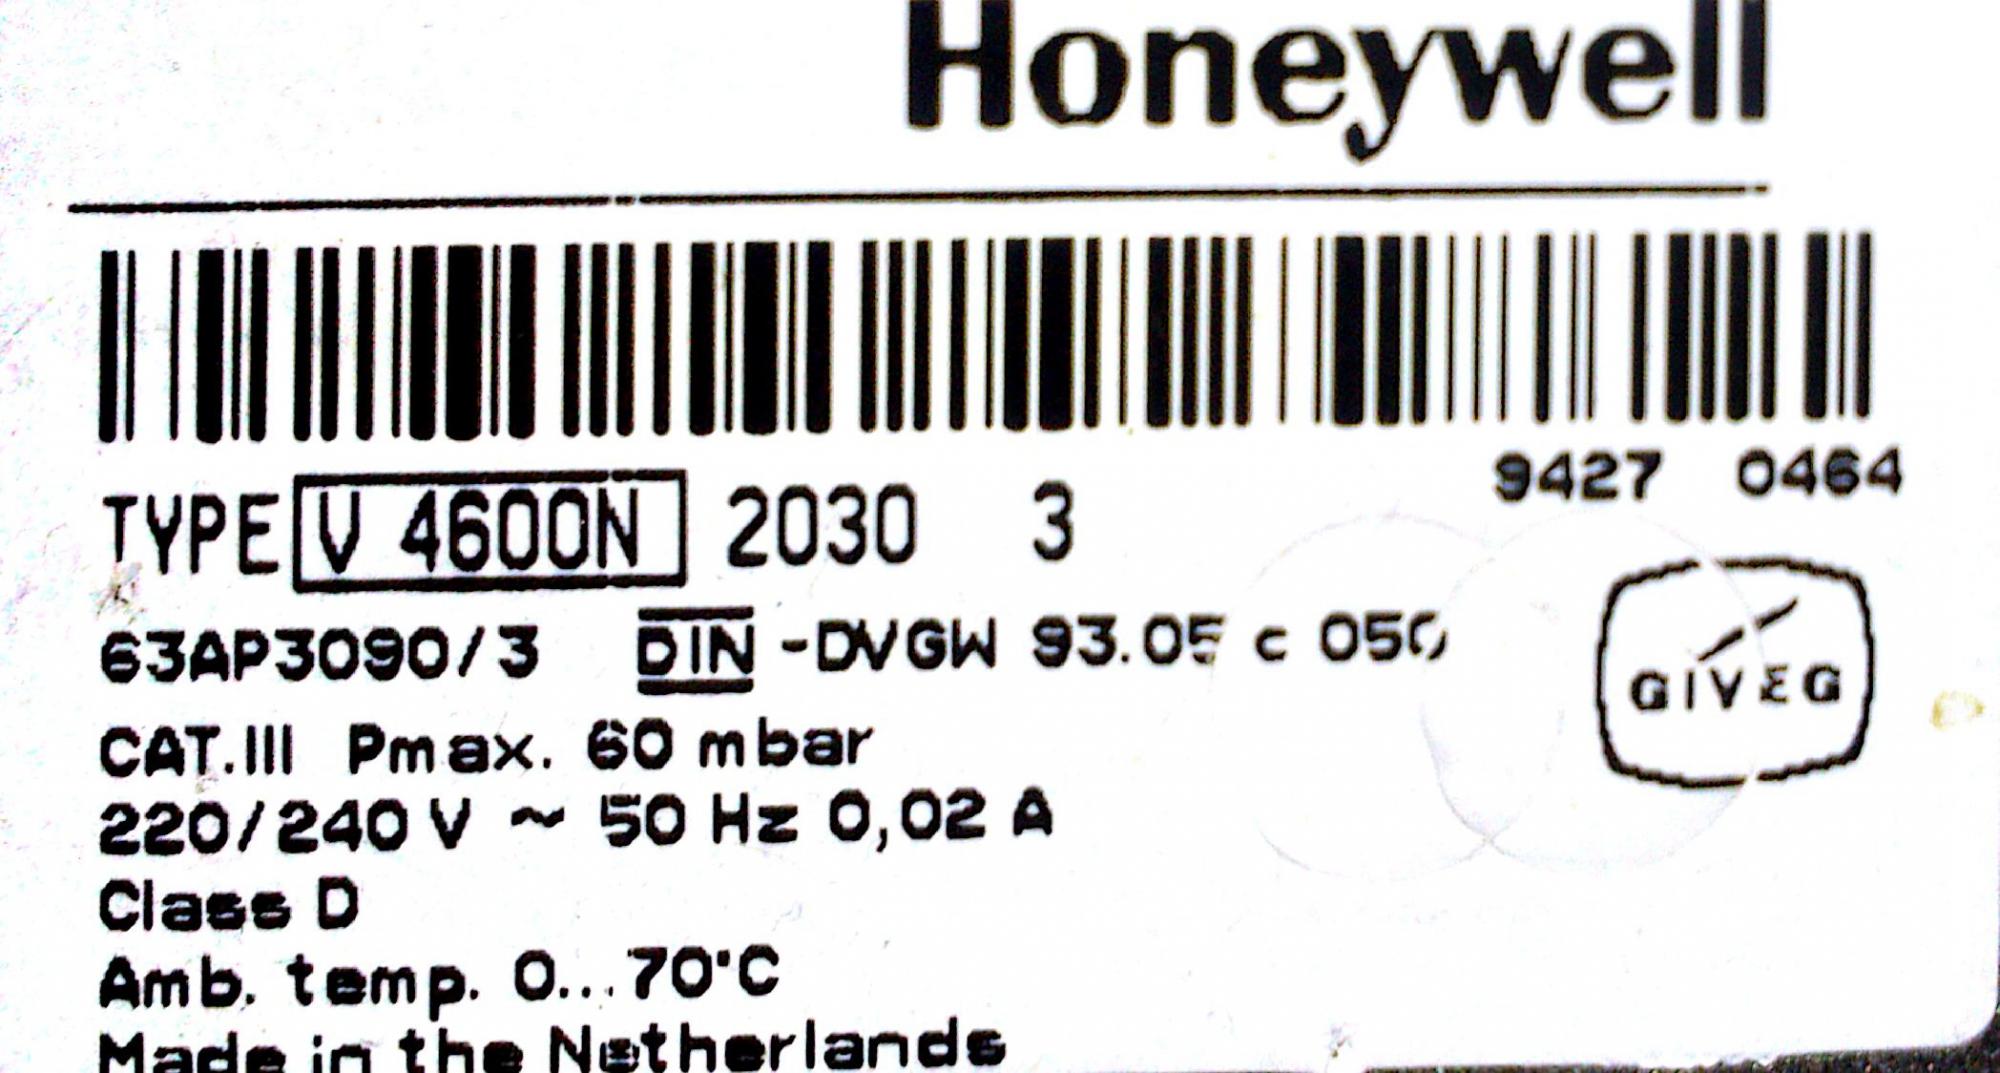 Honeywell
9427 0464
TYPE V 4600N 2030 3
63AP3090/3 DIN -DVGW 93.05 c 050
GIVEG
CAT.III Pmax. 60 mbar
220/240 V ~ 50 Hz 0,02 A
Class D
Amb. temp. 0...70°C
Made in the Netherlands